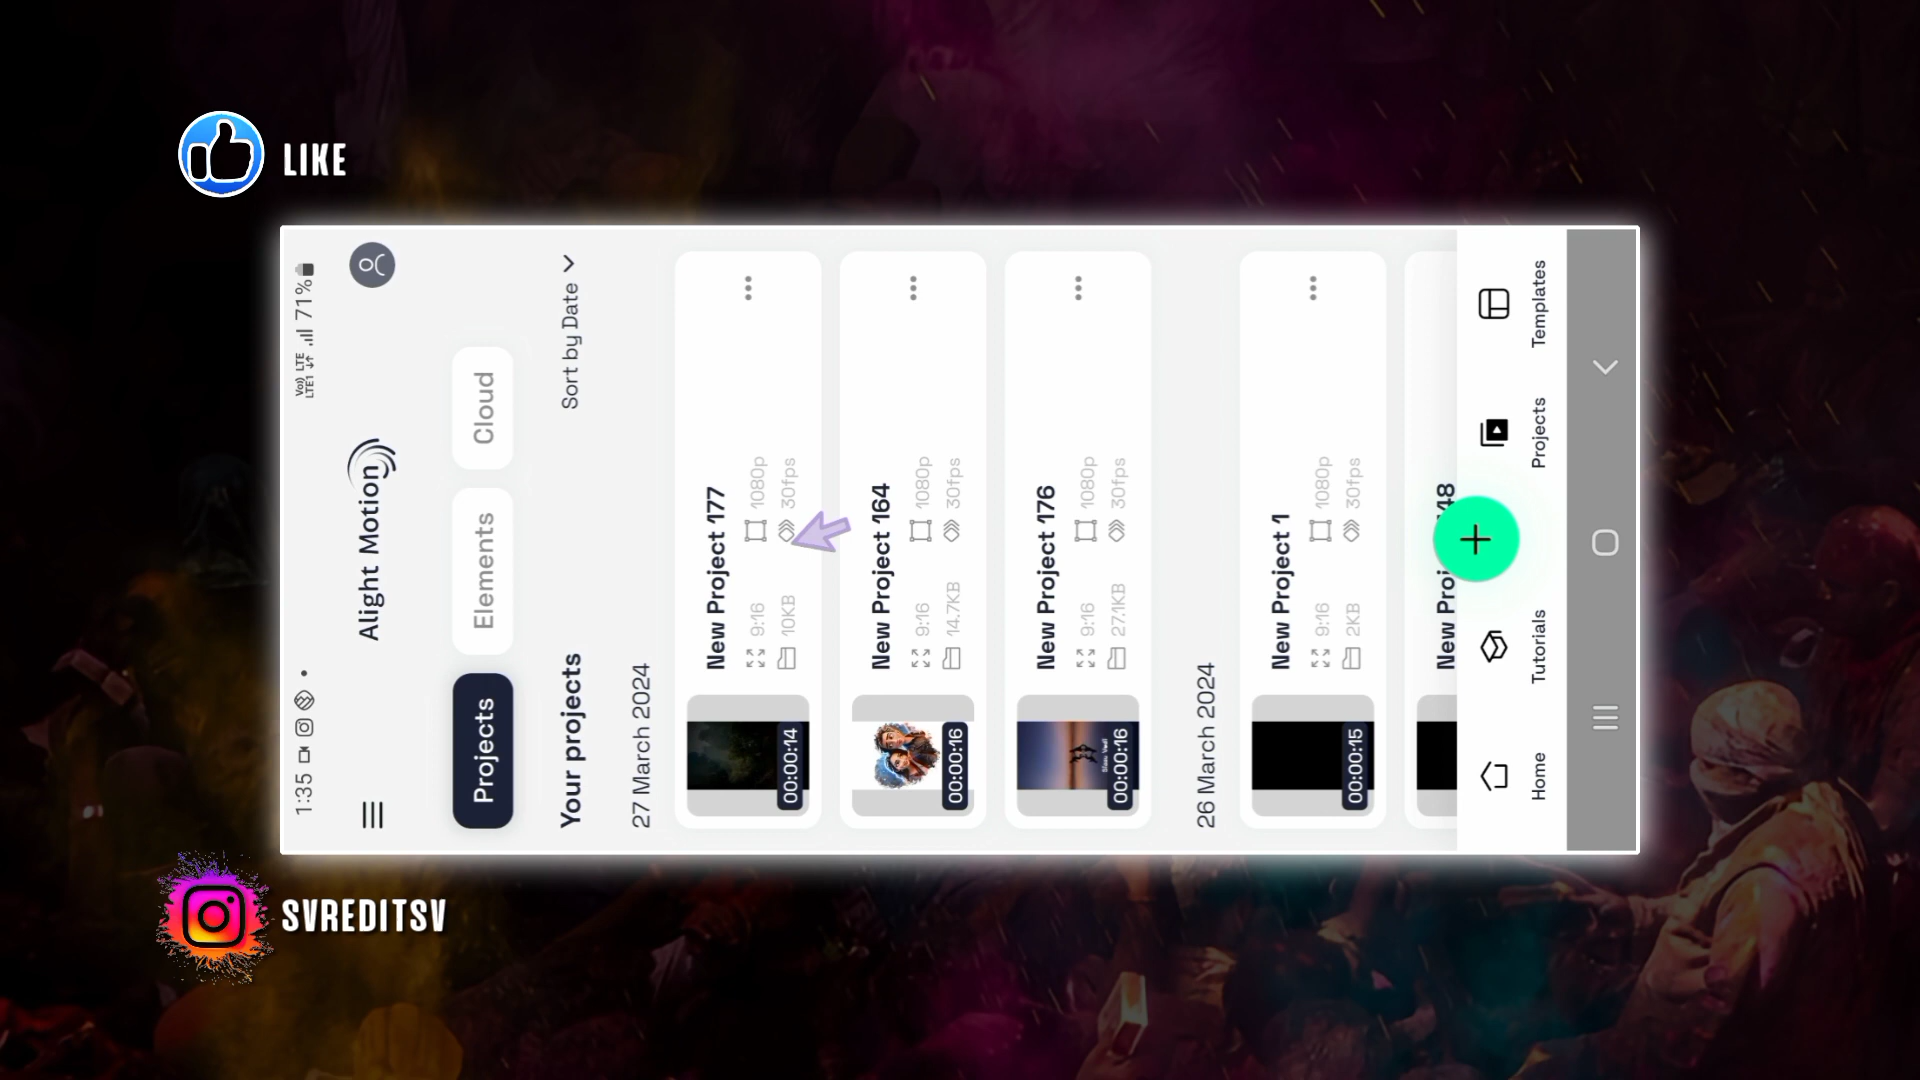 LIKE
1:35
Vo) LTE
LTE1
71%
Alight Motion
Projects
Elements
Cloud
Your projects
Sort by Date
27 March 2024
New Project 177
9:16 1080p
10KB 30fps
00:00:14
New Project 164
9:16 1080p
14.7KB 30fps
00:00:16
New Project 176
9:16 1080p
27.1KB 30fps
00:00:16
26 March 2024
New Project 1
9:16 1080p
2KB 30fps
00:00:15
Home
Tutorials
Projects
Templates
SVREDITSV